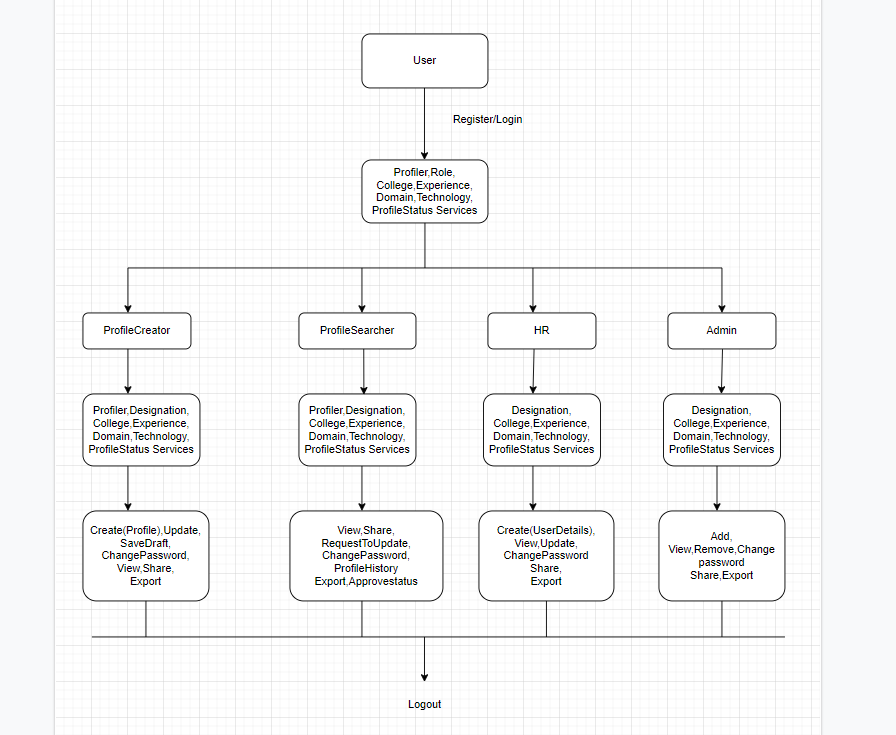 User
Register/Login
Profiler,Role,
College,Experience,
Domain,Technology,
ProfileStatus Services
ProfileCreator
ProfileSearcher
HR
Admin
Profiler,Designation,
College,Experience,
Domain,Technology,
ProfileStatus Services
Profiler,Designation,
College,Experience,
Domain,Technology,
ProfileStatus Services
Designation,
College,Experience,
Domain,Technology,
ProfileStatus Services
Designation,
College,Experience,
Domain,Technology,
ProfileStatus Services
Create(Profile),Update,
SaveDraft,
ChangePassword,
View,Share,
Export
View,Share,
RequestToUpdate,
ChangePassword,
ProfileHistory
Export,Approvestatus
Create(UserDetails),
View,Update,
ChangePassword
Share,
Export
Add,
View,Remove,Change
password
Share,Export
Logout